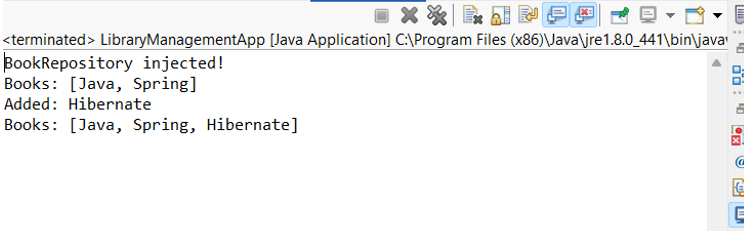 <terminated> LibraryManagementApp [Java Application] C:\Program Files (x86)\Java\jre1.8.0_441\bin\java
BookRepository injected!
Books: [Java, Spring]
Added: Hibernate
Books: [Java, Spring, Hibernate]